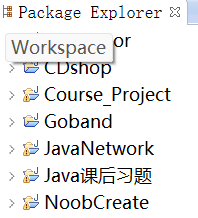 Package Explorer
Workspace
CDshop
Course_Project
Goband
JavaNetwork
Java课后习题
NoobCreate